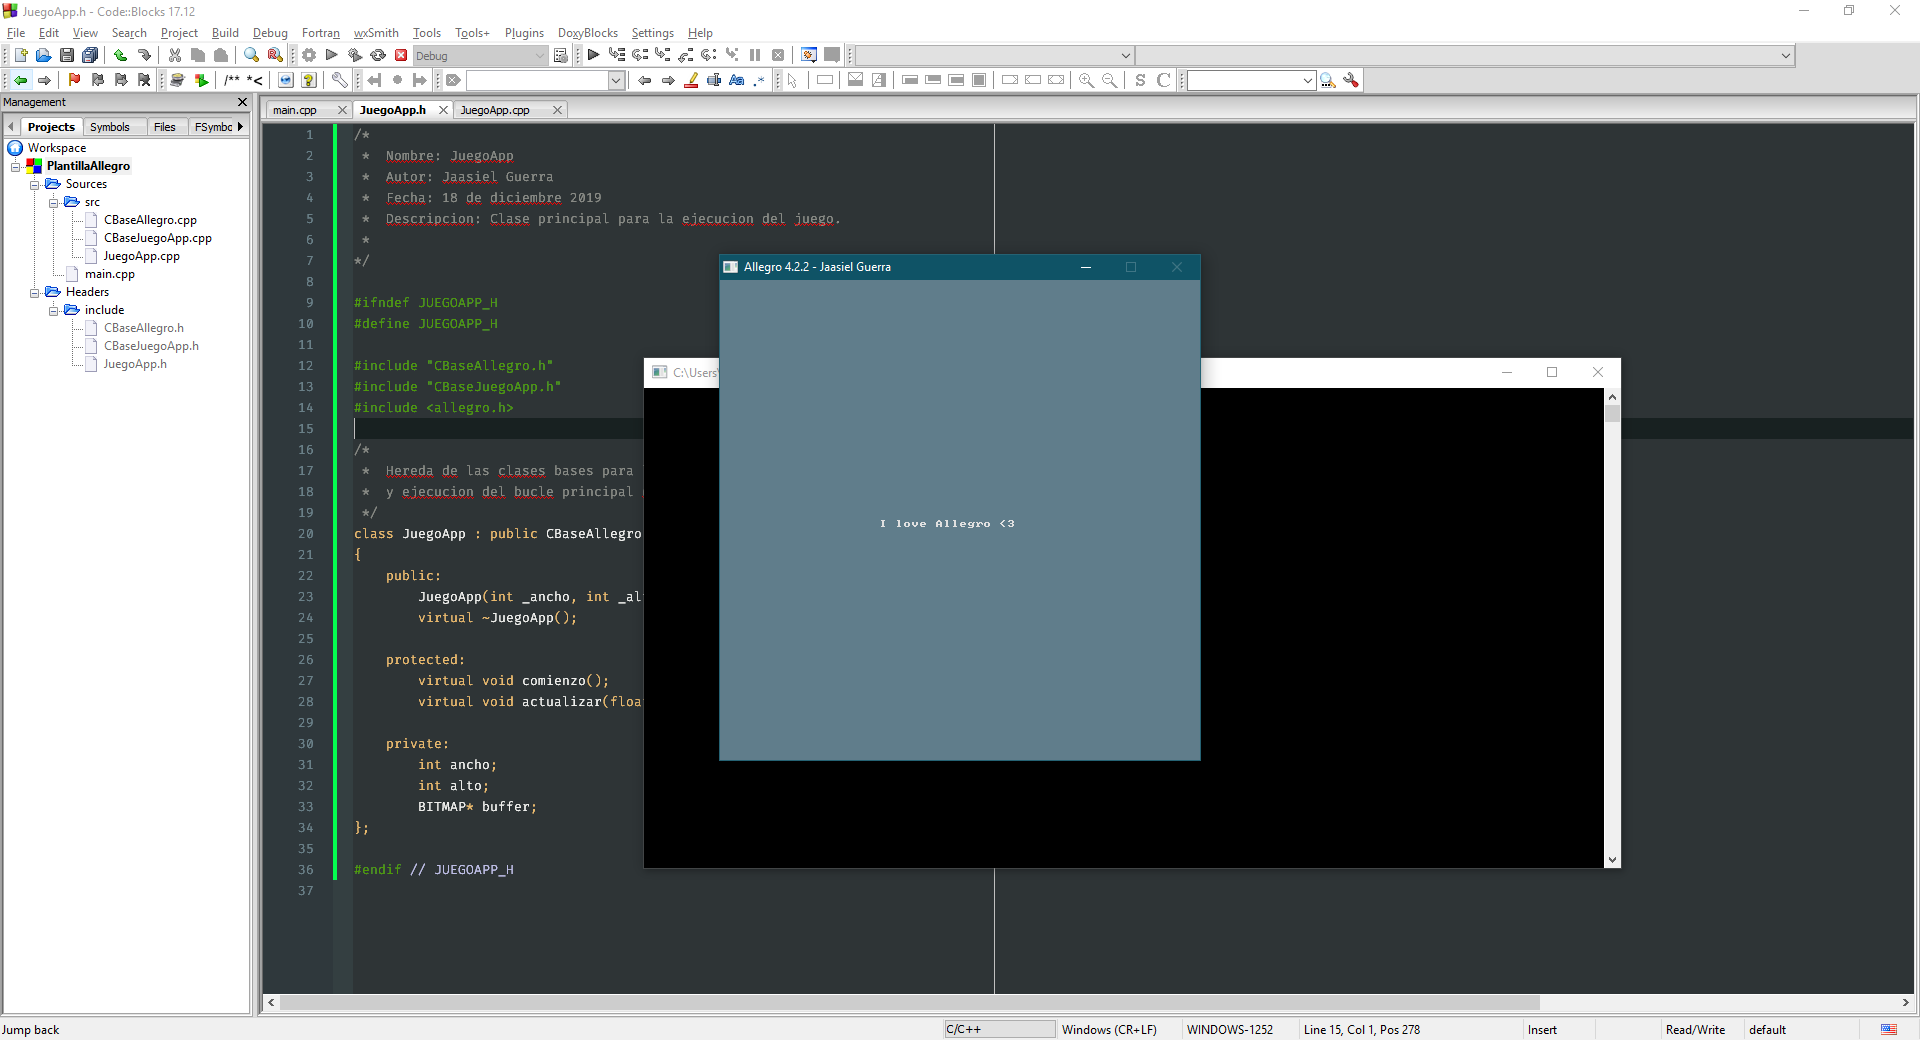 JuegoApp.h - Code::Blocks 17.12
File Edit View Search Project Build Debug Fortran wxSmith Tools Tools+ Plugins DoxyBlocks Settings Help
Debug
/** *<
Aa .*
S C
Management
Projects Symbols Files FSymbo
Workspace
PlantillaAllegro
Sources
src
CBaseAllegro.cpp
CBaseJuegoApp.cpp
JuegoApp.cpp
main.cpp
Headers
include
CBaseAllegro.h
CBaseJuegoApp.h
JuegoApp.h
main.cpp JuegoApp.h JuegoApp.cpp
1 /*
2 * Nombre: JuegoApp
3 * Autor: Jaasiel Guerra
4 * Fecha: 18 de diciembre 2019
5 * Descripcion: Clase principal para la ejecucion del juego.
6 *
7 */
8
9 #ifndef JUEGOAPP_H
10 #define JUEGOAPP_H
11
12 #include "CBaseAllegro.h"
13 #include "CBaseJuegoApp.h"
14 #include <allegro.h>
15
16 /*
17 * Hereda de las clases bases para
18 * y ejecucion del bucle principal
19 */
20 class JuegoApp : public CBaseAllegro
21 {
22 public:
23 JuegoApp(int _ancho, int _al
24 virtual ~JuegoApp();
25
26 protected:
27 virtual void comienzo();
28 virtual void actualizar(floa
29
30 private:
31 int ancho;
32 int alto;
33 BITMAP* buffer;
34 };
35
36 #endif // JUEGOAPP_H
37
Allegro 4.2.2 - Jaasiel Guerra
I love Allegro <3
C:\Users\
Jump back
C/C++ Windows (CR+LF) WINDOWS-1252 Line 15, Col 1, Pos 278 Insert Read/Write default